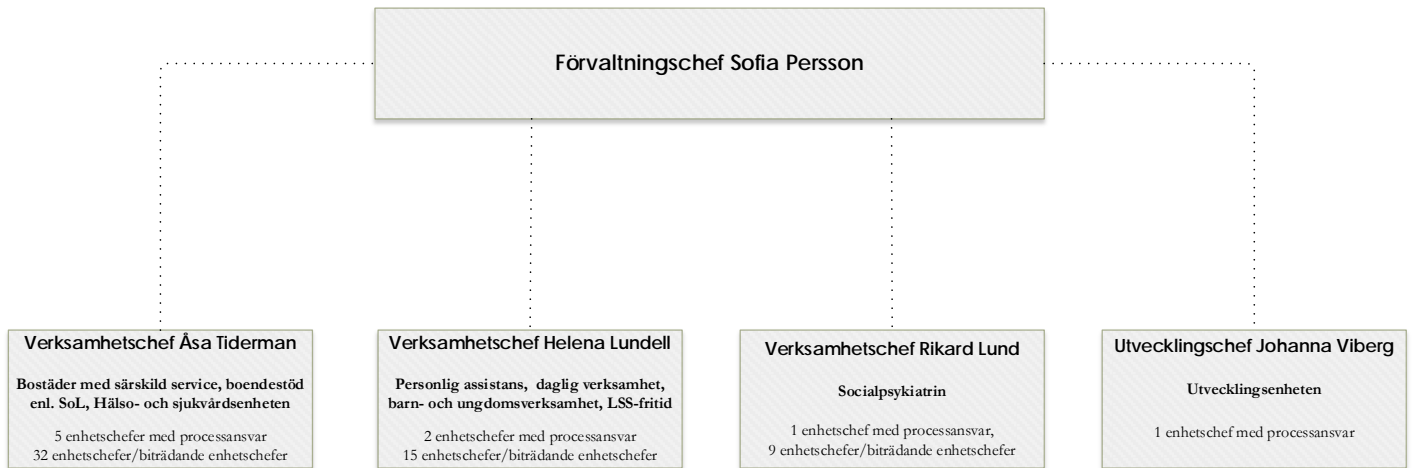 Förvaltningschef Sofia Persson
Verksamhetschef Åsa Tiderman
Bostäder med särskild service, boendestöd
enl. SoL, Hälso- och sjukvårdsenheten
5 enhetschefer med processansvar
32 enhetschefer/biträdande enhetschefer
Verksamhetschef Helena Lundell
Personlig assistans, daglig verksamhet,
barn- och ungdomsverksamhet, LSS-fritid
2 enhetschefer med processansvar
15 enhetschefer/biträdande enhetschefer
Verksamhetschef Rikard Lund
Socialpsykiatrin
1 enhetschef med processansvar,
9 enhetschefer/biträdande enhetschefer
Utvecklingschef Johanna Viberg
Utvecklingsenheten
1 enhetschef med processansvar